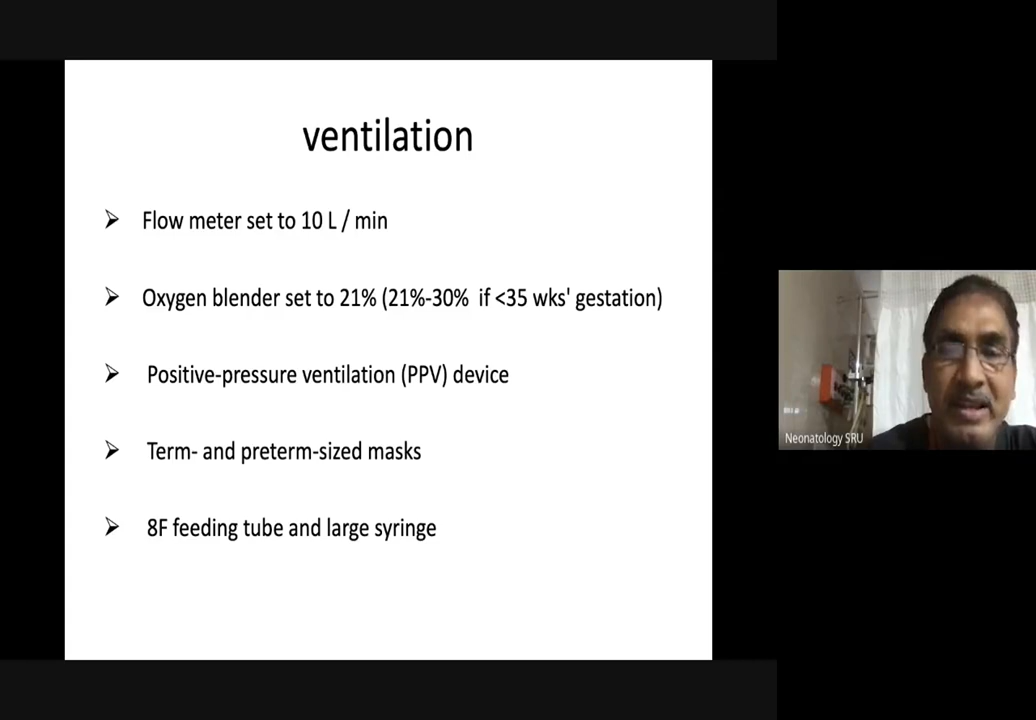 ventilation
Flow meter set to 10 L / min
Oxygen blender set to 21% (21%-30% if <35 wks' gestation)
Positive-pressure ventilation (PPV) device
Term- and preterm-sized masks
8F feeding tube and large syringe
Neonatology SRU